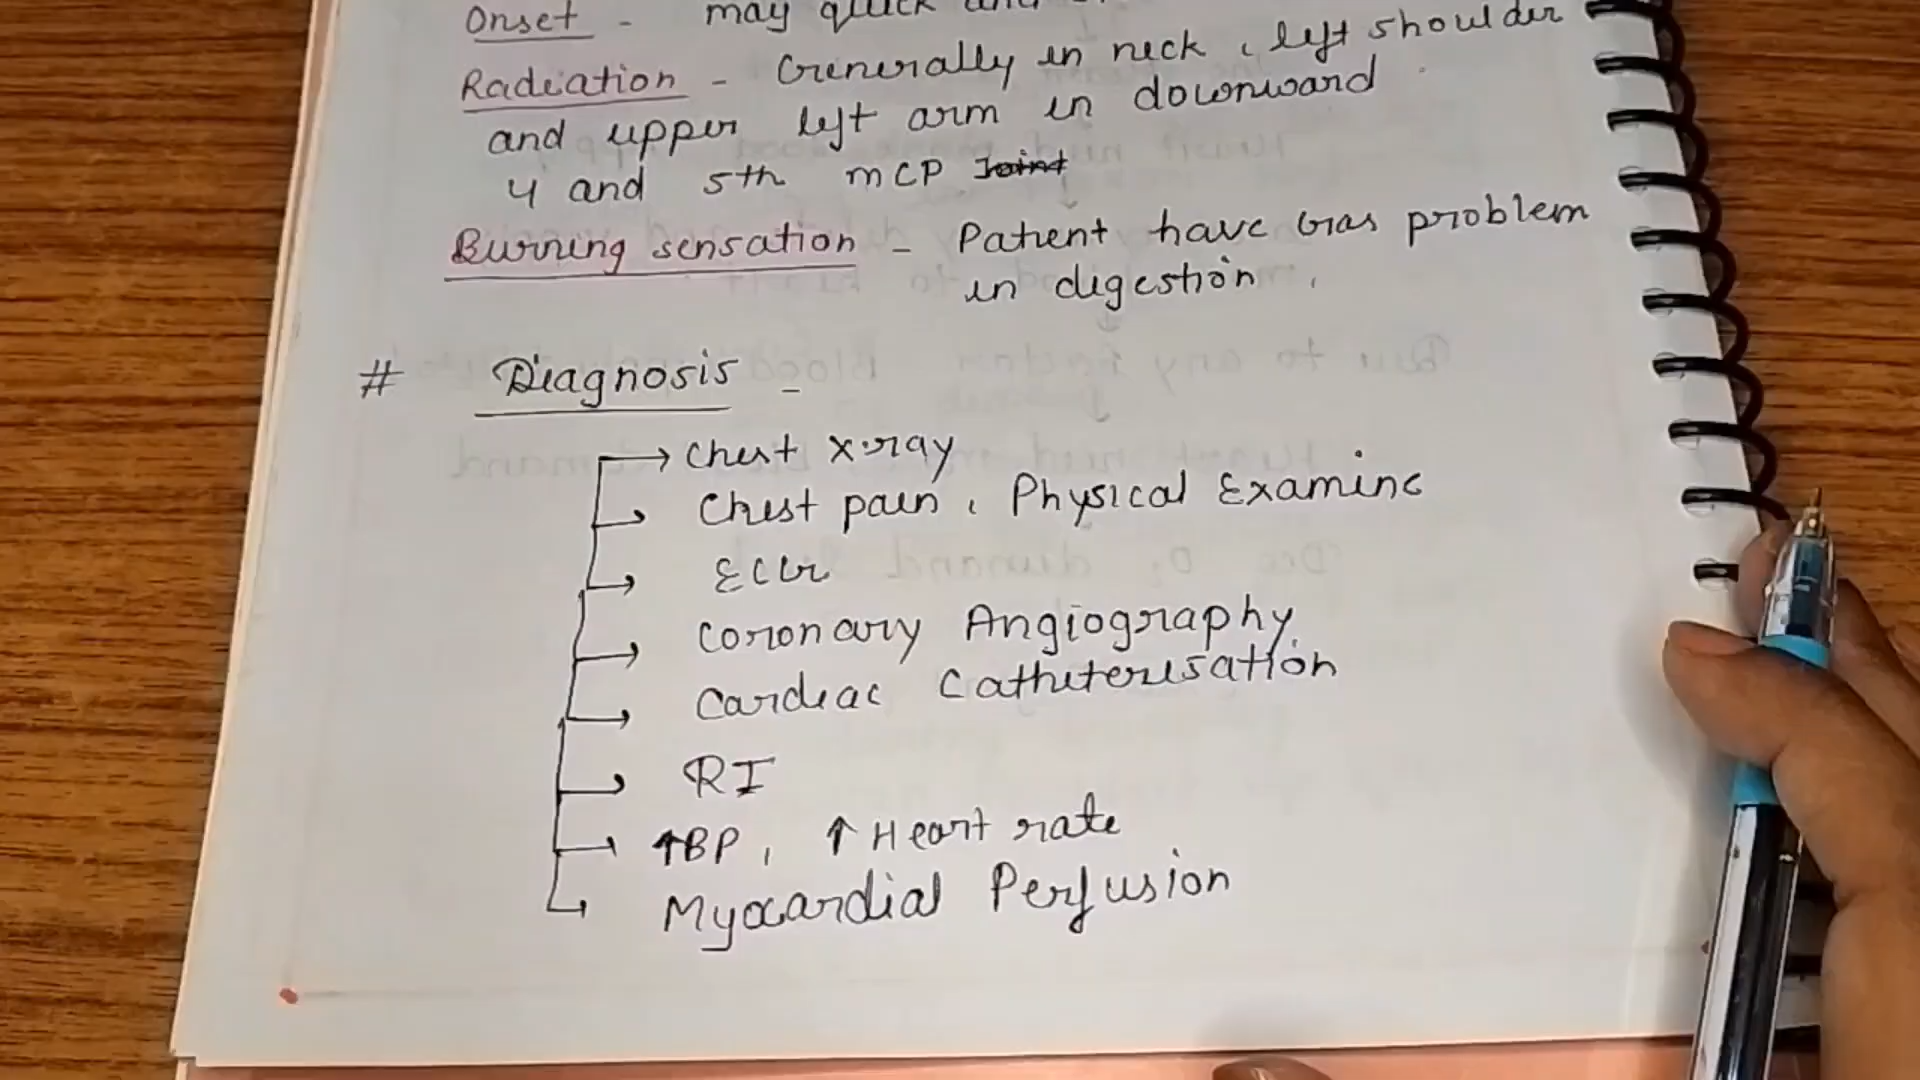 Onset - may quick and
Radiation - Generally in neck, left shoulder
and upper left arm in downward
4 and 5th MCP Joint
Burning sensation - Patient have Gas problem
in digestion.
# Diagnosis -
→ Chest X-ray
→ Chest pain, Physical Examine
→ ECG
→ Coronary Angiography
→ Cardiac Catheterisation
→ RI
→ ↑BP, ↑ Heart rate
→ Myocardial Perfusion